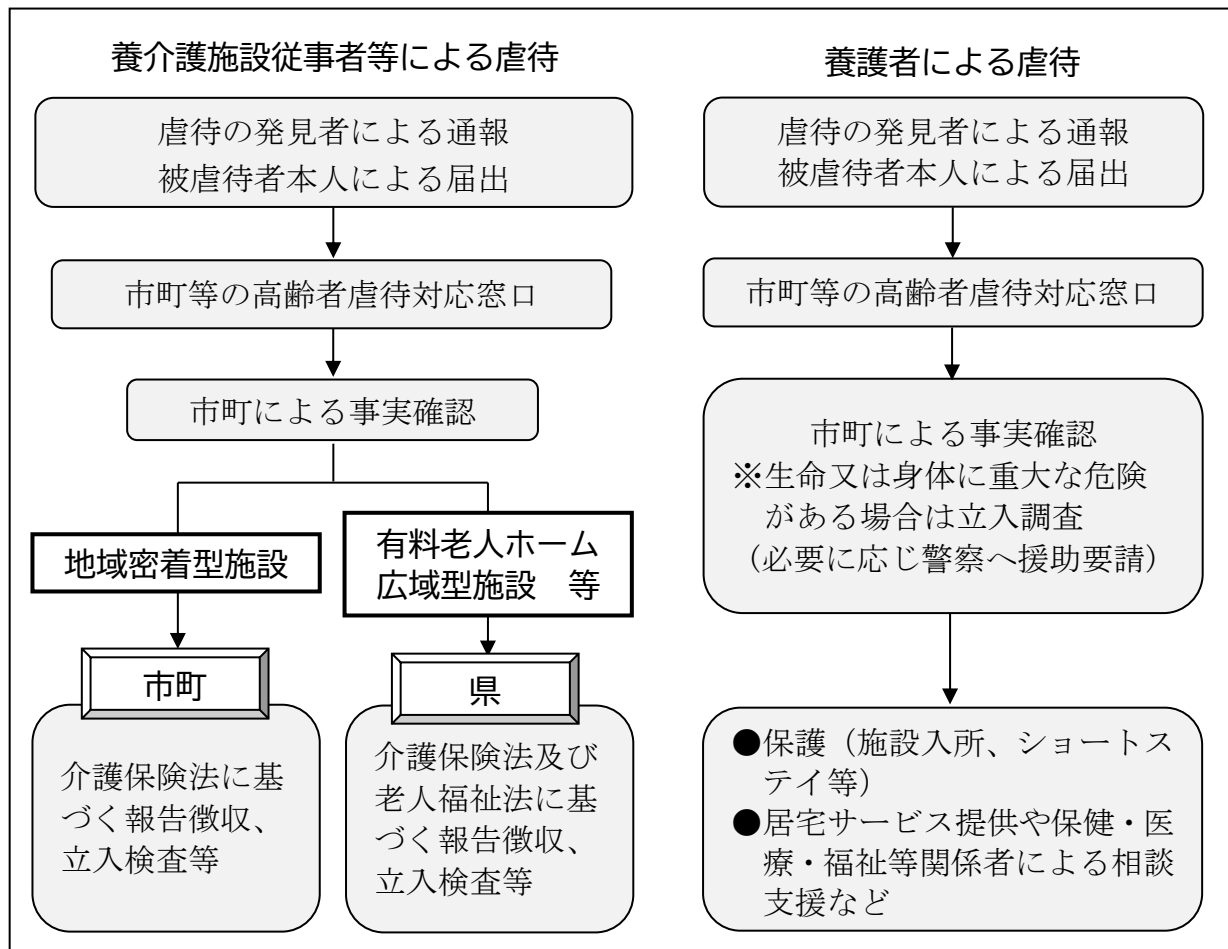 養介護施設従事者等による虐待
虐待の発見者による通報
被虐待者本人による届出
市町等の高齢者虐待対応窓口
市町による事実確認
地域密着型施設
有料老人ホーム
広域型施設　等
市町
介護保険法に基
づく報告徴収、
立入検査等
県
介護保険法及び
老人福祉法に基
づく報告徴収、
立入検査等
養護者による虐待
虐待の発見者による通報
被虐待者本人による届出
市町等の高齢者虐待対応窓口
市町による事実確認
※生命又は身体に重大な危険
がある場合は立入調査
（必要に応じ警察へ援助要請）
●保護（施設入所、ショートス
テイ等）
●居宅サービス提供や保健・医
療・福祉等関係者による相談
支援など